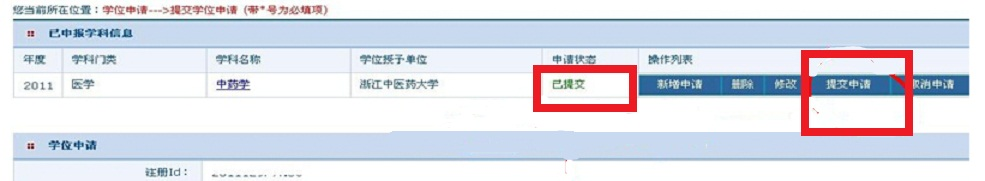 您当前所在位置：学位申请--->提交学位申请（带*号为必填项）
已申报学科信息
年度 学科门类 学科名称 学位授予单位 申请状态 操作列表
2011 医学 中药学 浙江中医药大学 已提交 新增申请 删除 修改 提交申请 取消申请
学位申请
注册Id：